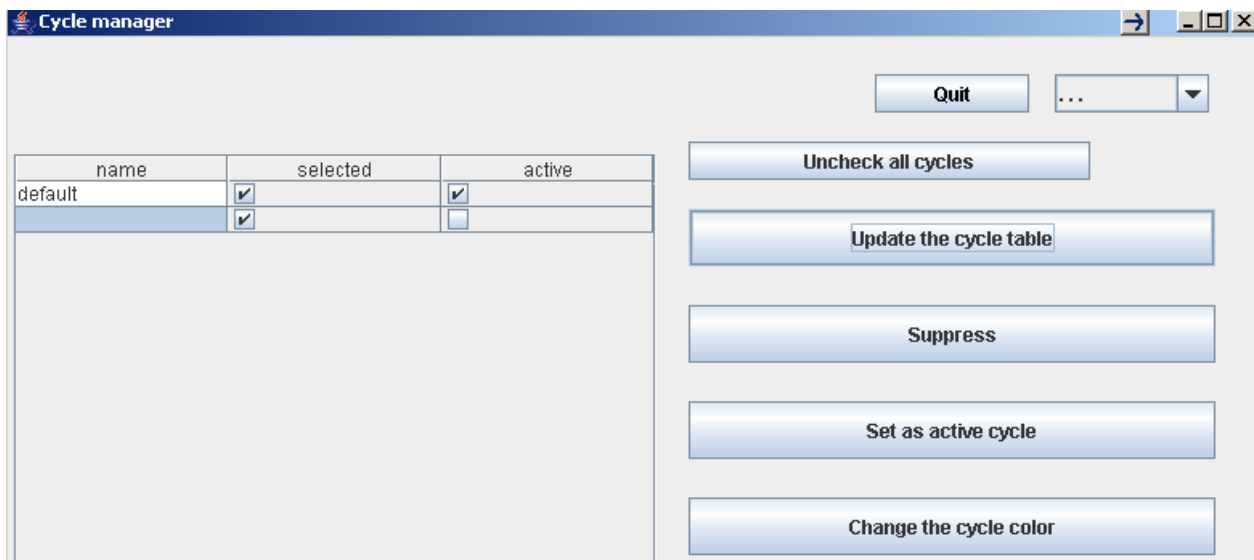 Cycle manager
Quit
...
Uncheck all cycles
name selected active
default
Update the cycle table
Suppress
Set as active cycle
Change the cycle color